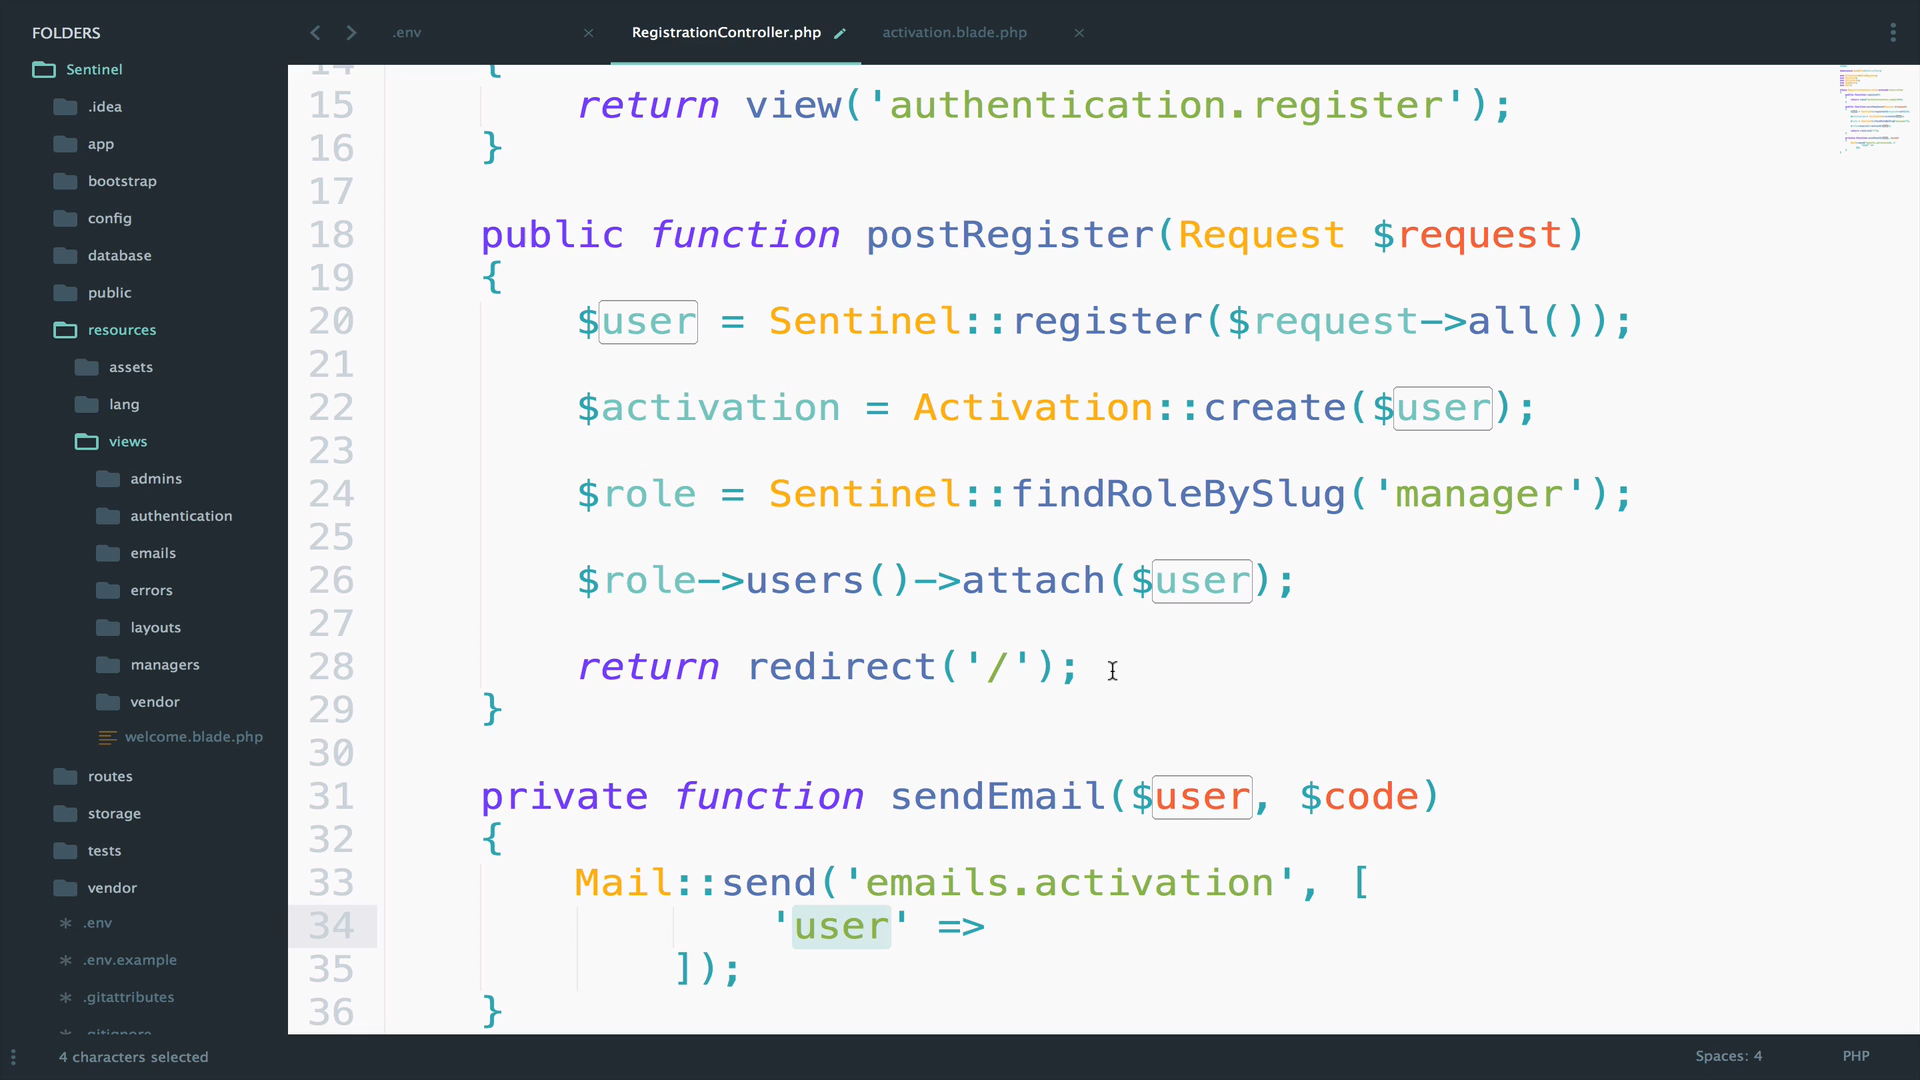 FOLDERS
Sentinel
.idea
app
bootstrap
config
database
public
resources
assets
lang
views
admins
authentication
emails
errors
layouts
managers
vendor
welcome.blade.php
routes
storage
tests
vendor
.env
.env.example
.gitattributes
.gitignore
.env
RegistrationController.php
activation.blade.php
14 {
15 return view('authentication.register');
16 }
17
18 public function postRegister(Request $request)
19 {
20 $user = Sentinel::register($request->all());
21
22 $activation = Activation::create($user);
23
24 $role = Sentinel::findRoleBySlug('manager');
25
26 $role->users()->attach($user);
27
28 return redirect('/');
29 }
30
31 private function sendEmail($user, $code)
32 {
33 Mail::send('emails.activation', [
34 'user' =>
35 ]);
36 }
4 characters selected
Spaces: 4
PHP